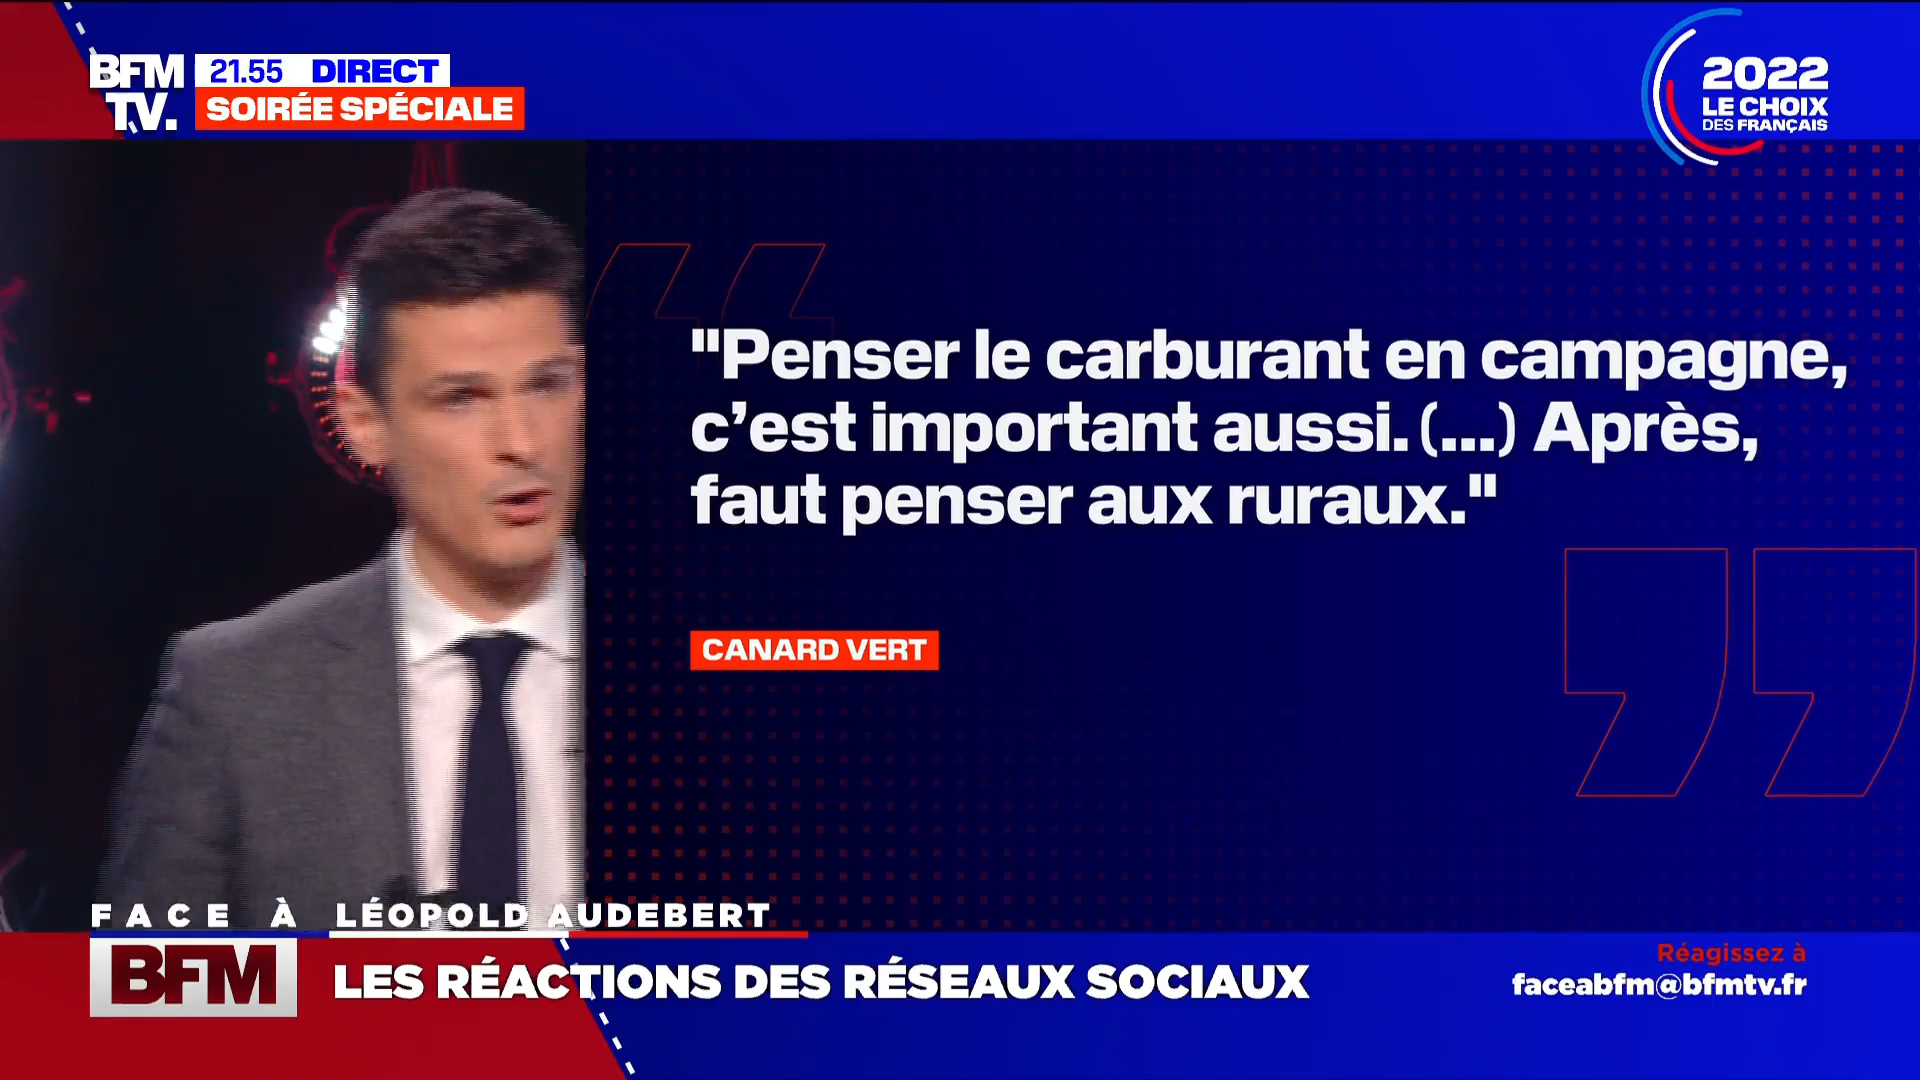 BFM
TV.
21.55 DIRECT
SOIRÉE SPÉCIALE
2022
LE CHOIX
DES FRANÇAIS
"Penser le carburant en campagne,
c’est important aussi. (...) Après,
faut penser aux ruraux."
CANARD VERT
FACE À LÉOPOLD AUDEBERT
BFM
LES RÉACTIONS DES RÉSEAUX SOCIAUX
Réagissez à
faceabfm@bfmtv.fr